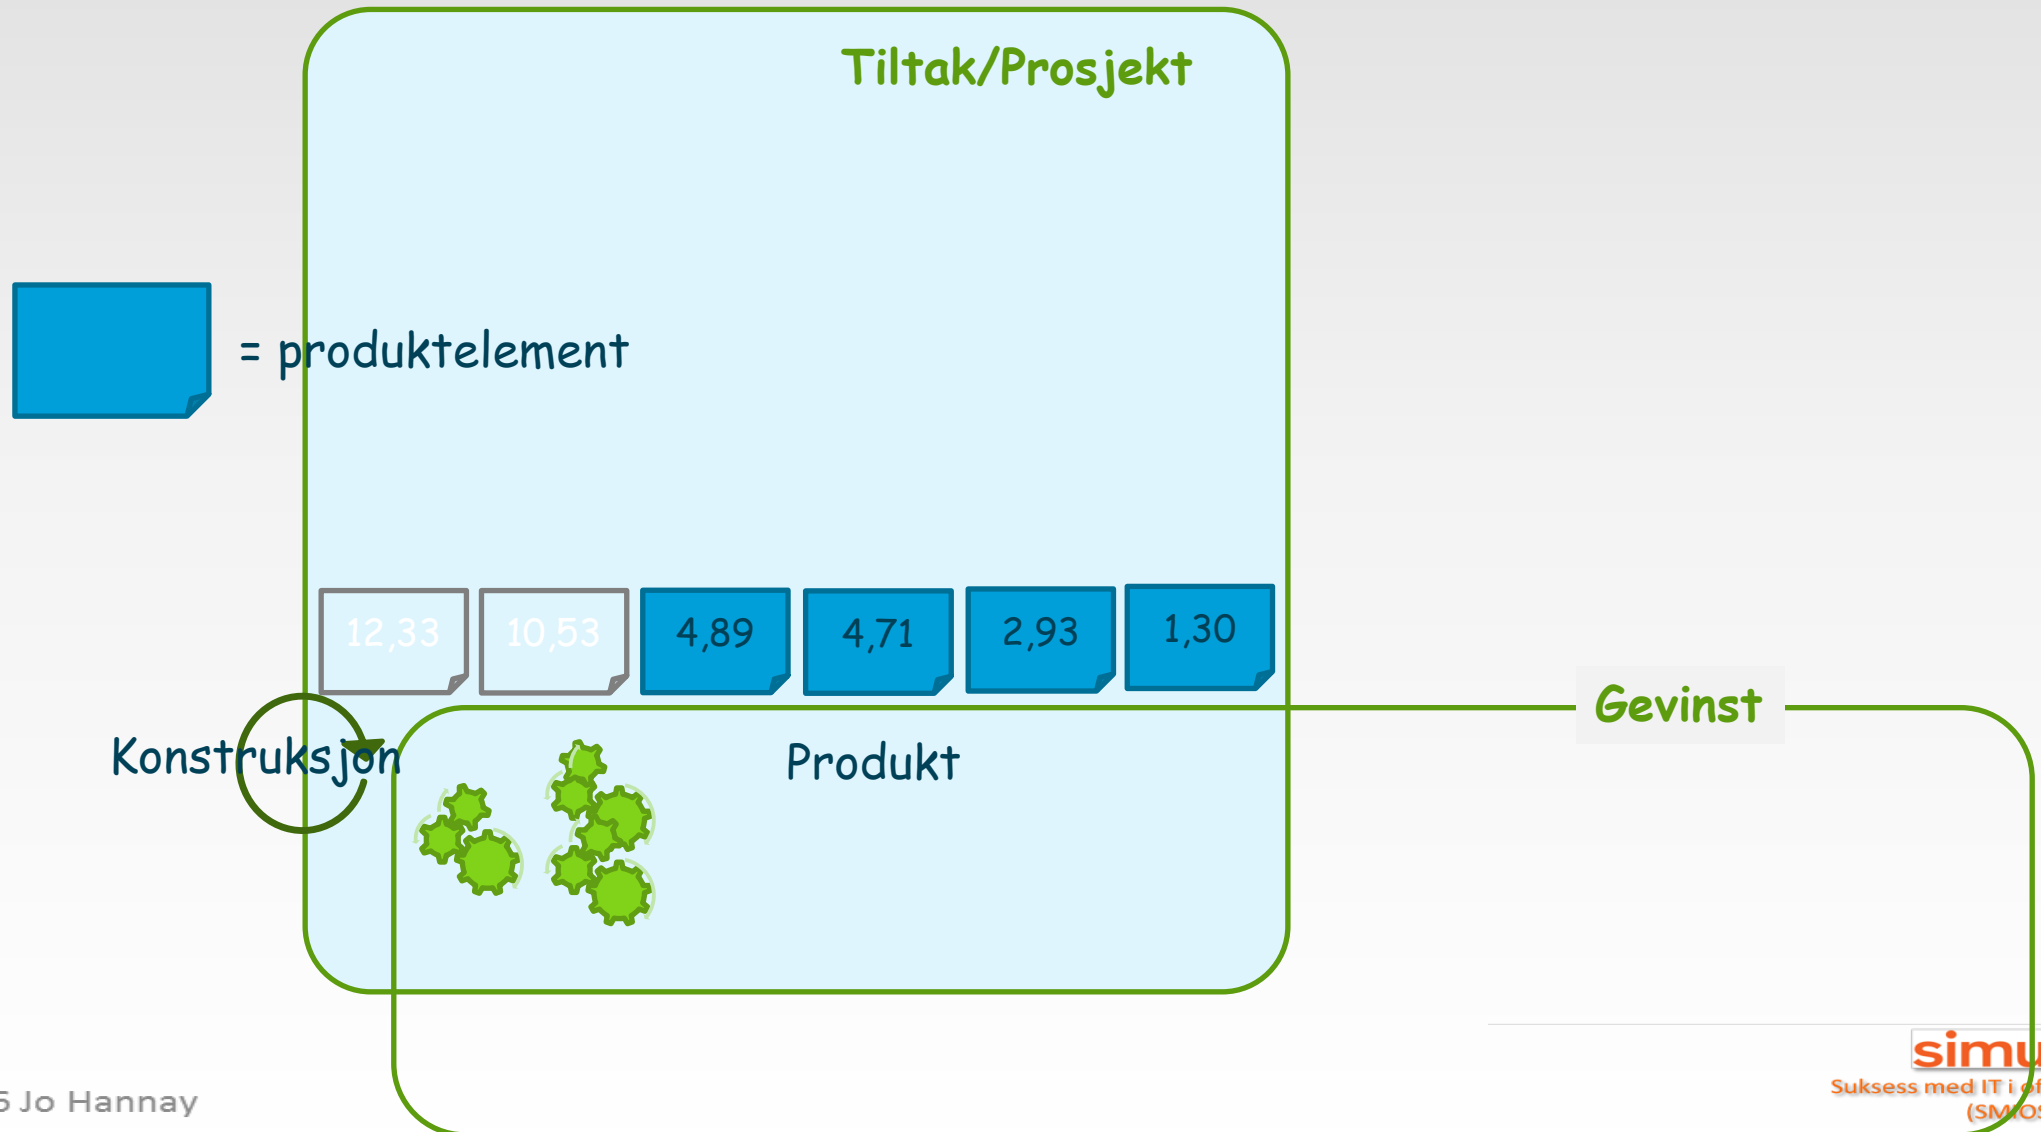 Tiltak/Prosjekt
= produktelement
12,33
10,53
4,89
4,71
2,93
1,30
Gevinst
Konstruksjon
Produkt
Suksess med IT i
5 Jo Hannay